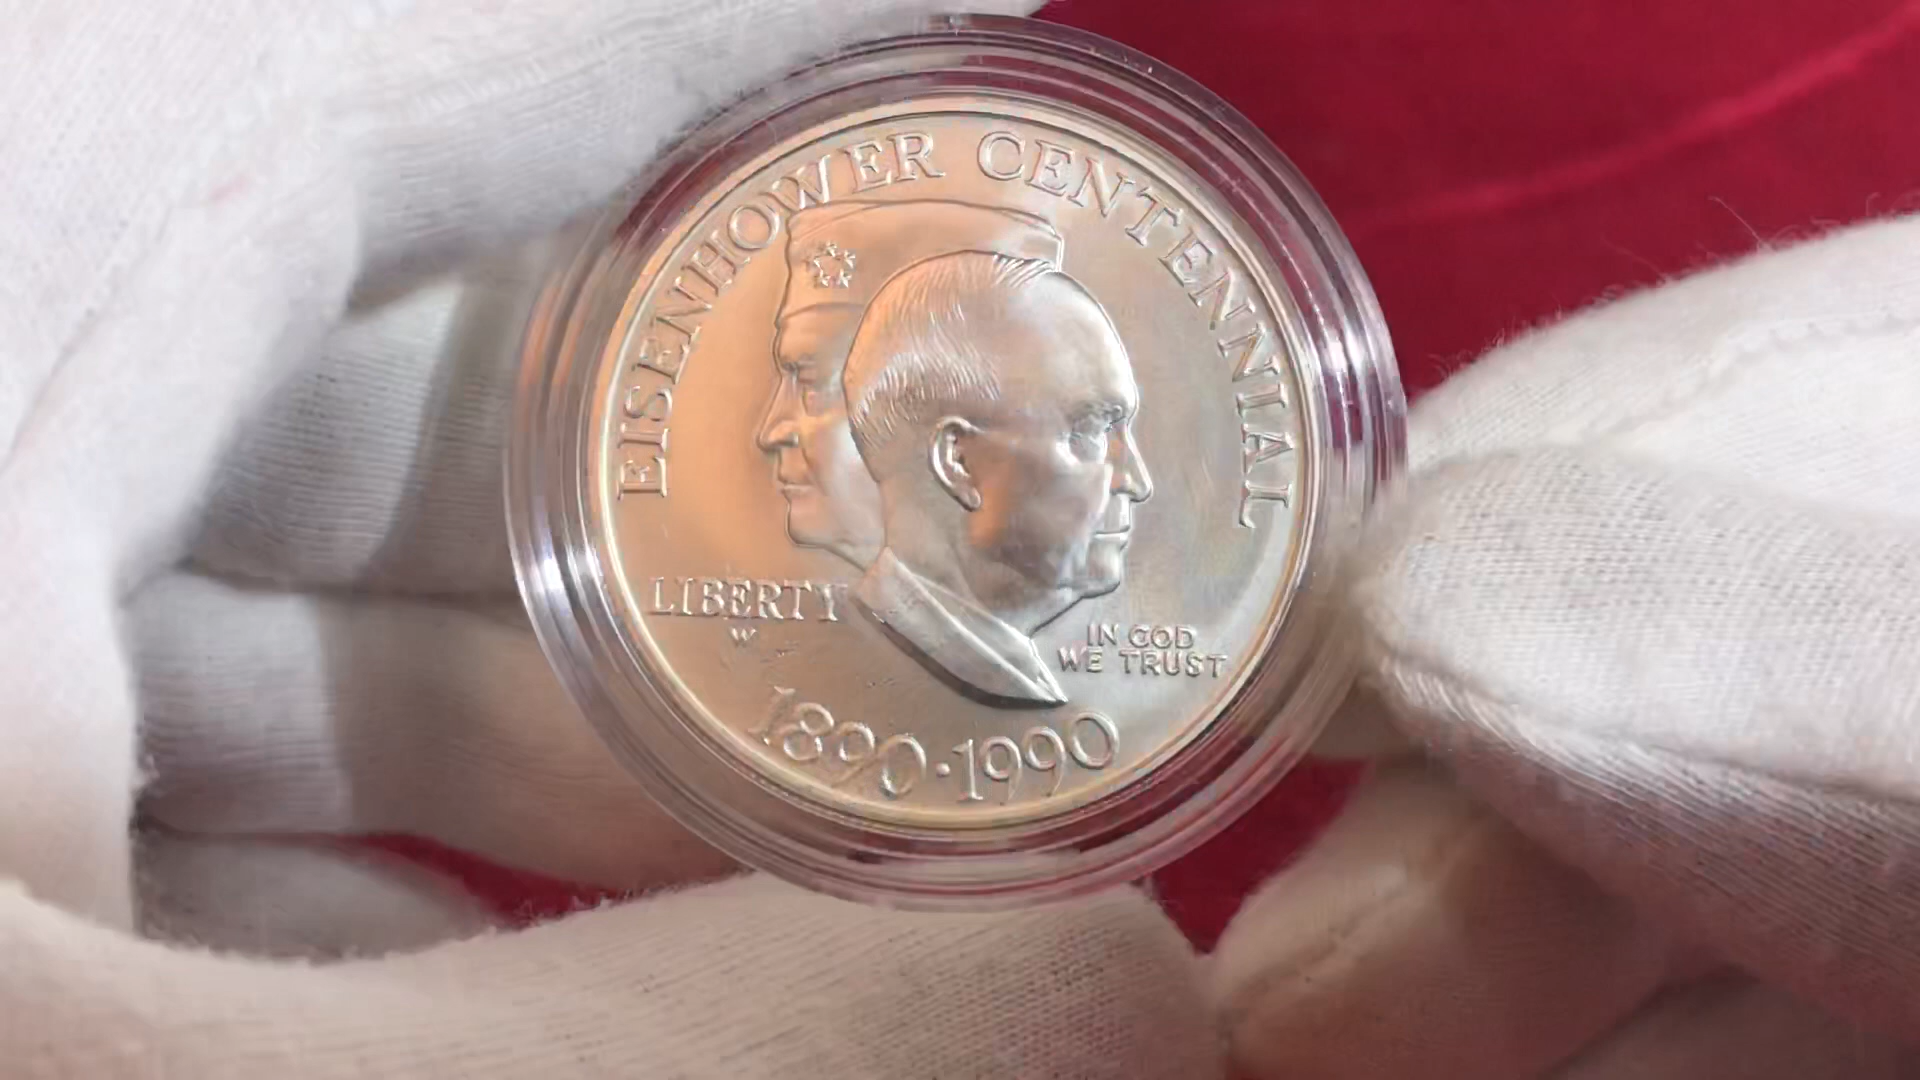 EISENHOWER CENTENNIAL
LIBERTY
W
IN GOD
WE TRUST
1890·1990